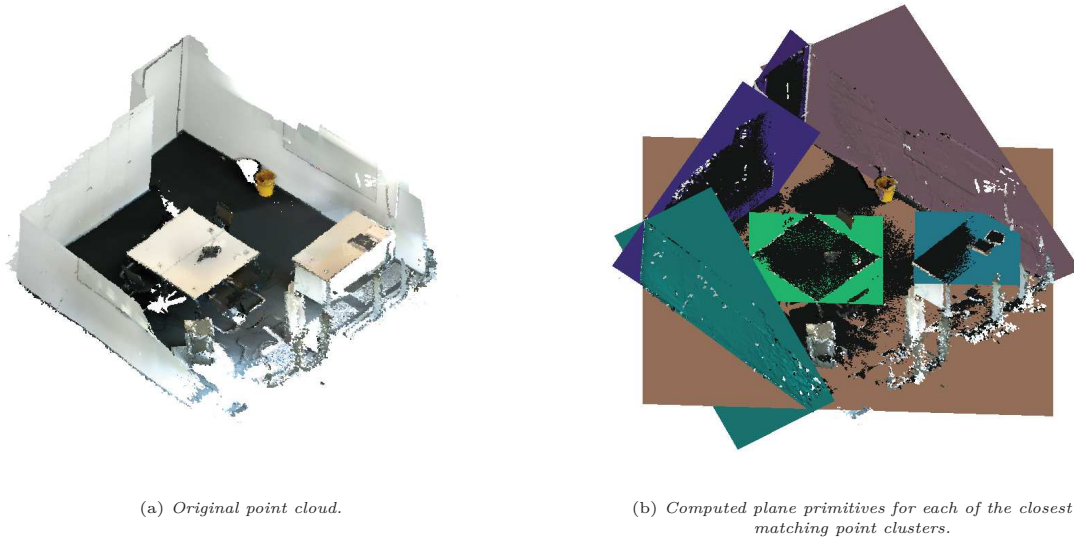 (a) Original point cloud.
(b) Computed plane primitives for each of the closest
matching point clusters.